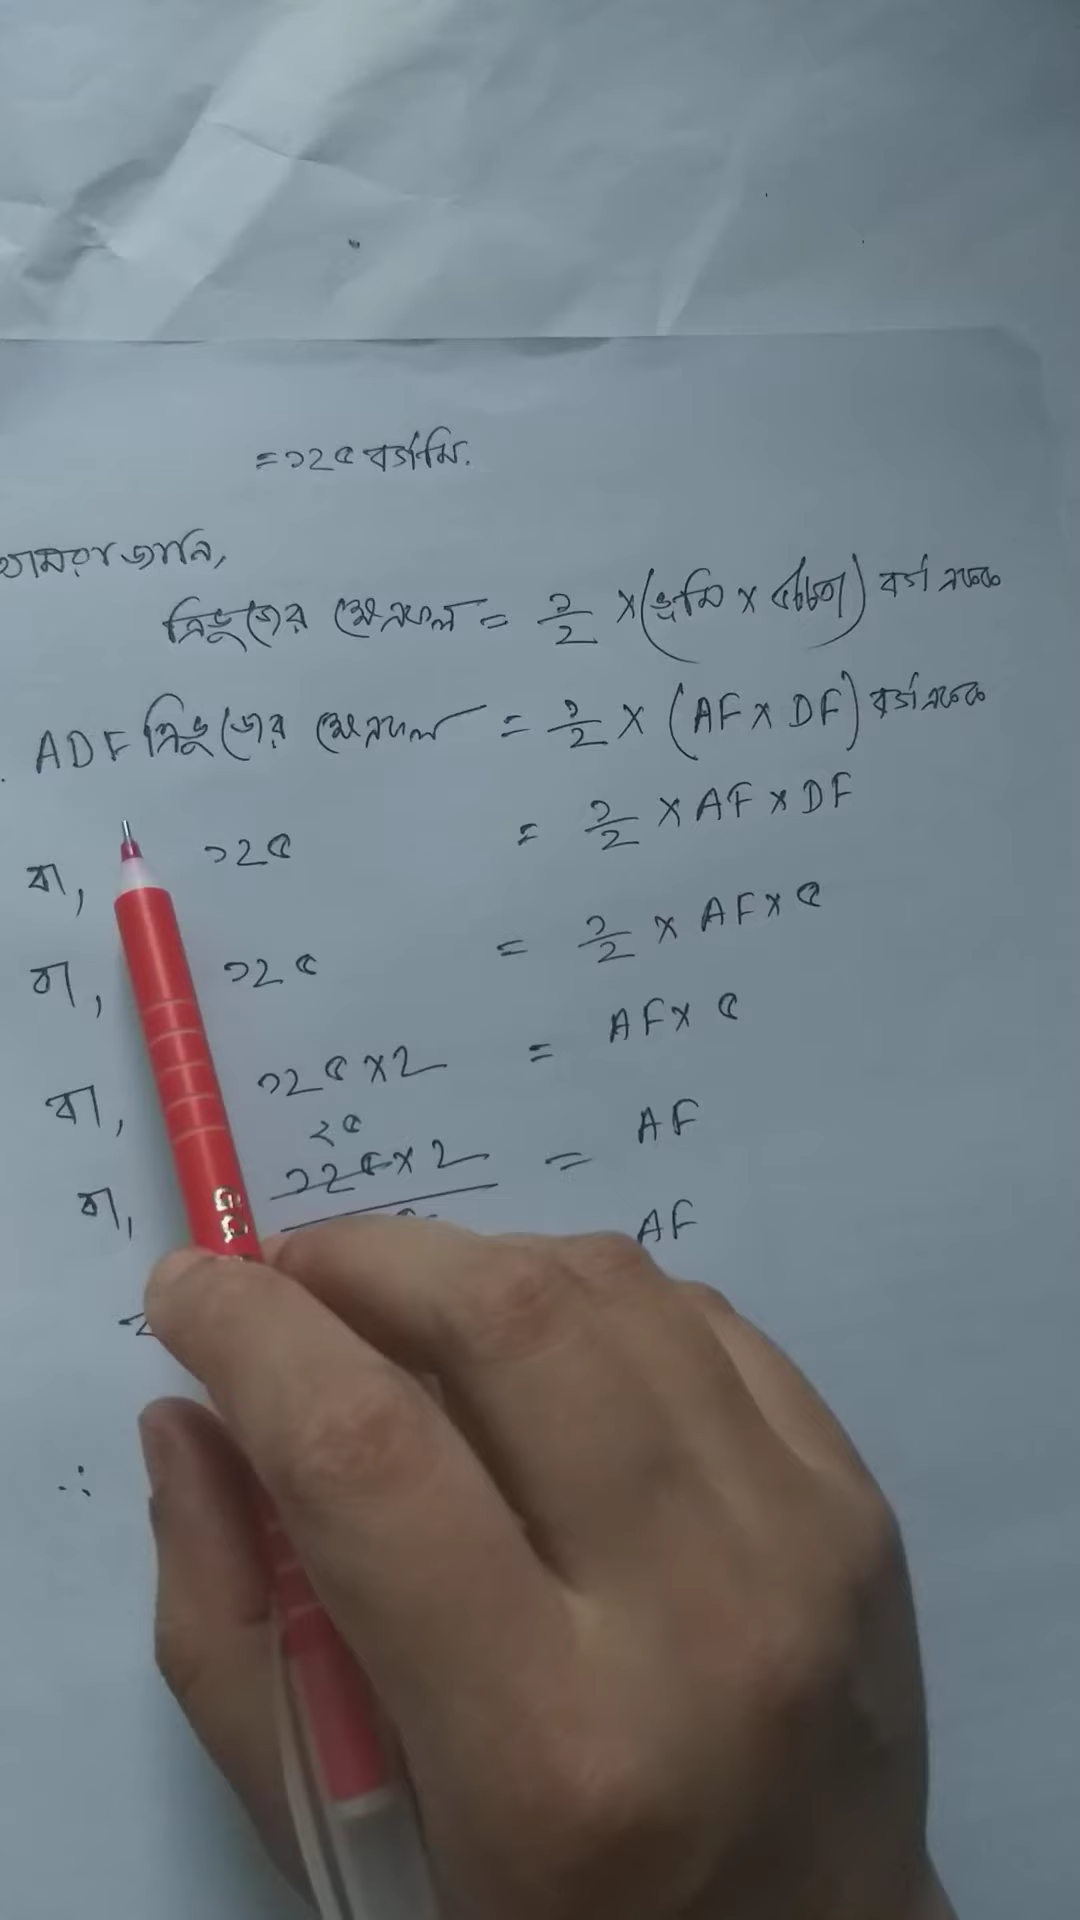 =১২৫ বর্গমি.
আমরা জানি,
ত্রিভুজের ক্ষেত্রফল = ১/২ × (ভূমি × উচ্চতা) বর্গ একক
ADF ত্রিভুজের ক্ষেত্রফল = ১/২ × (AF × DF) বর্গ একক
বা, ১২৫ = ১/২ × AF × DF
বা, ১২৫ = ১/২ × AF × ৫
বা, ১২৫ × ২ = AF × ৫
২৫
বা, ১২৫ × ২ = AF
AF
∴